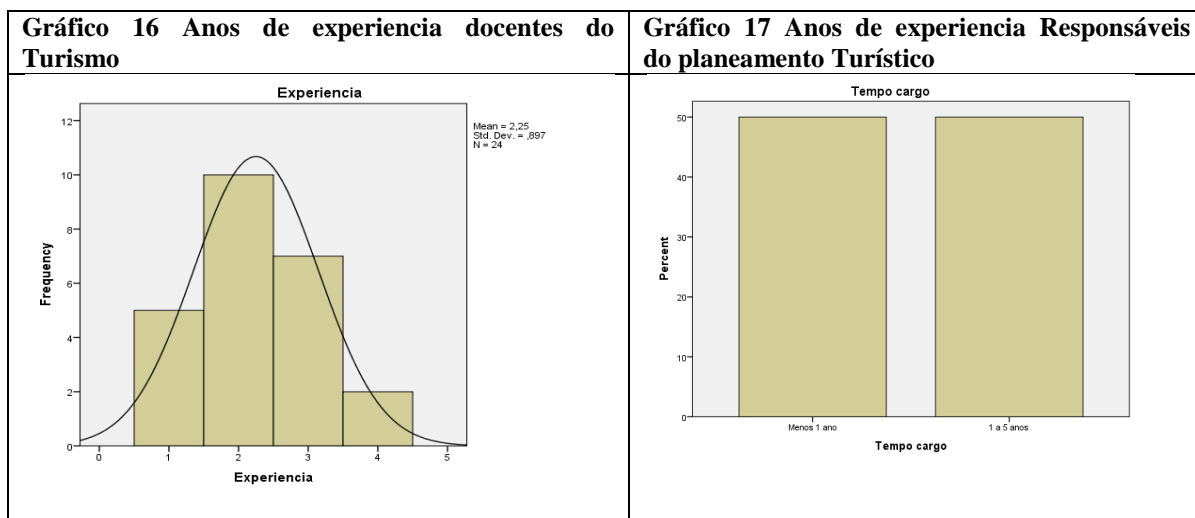 Gráfico 16 Anos de experiencia docentes do
Turismo
Experiencia
Mean = 2,25
Std. Dev. = ,897
N = 24
12
10
8
6
4
2
0
Frequency
0 1 2 3 4 5
Experiencia
Gráfico 17 Anos de experiencia Responsáveis
do planeamento Turístico
Tempo cargo
50
40
30
20
10
0
Percent
Menos 1 ano 1 a 5 anos
Tempo cargo